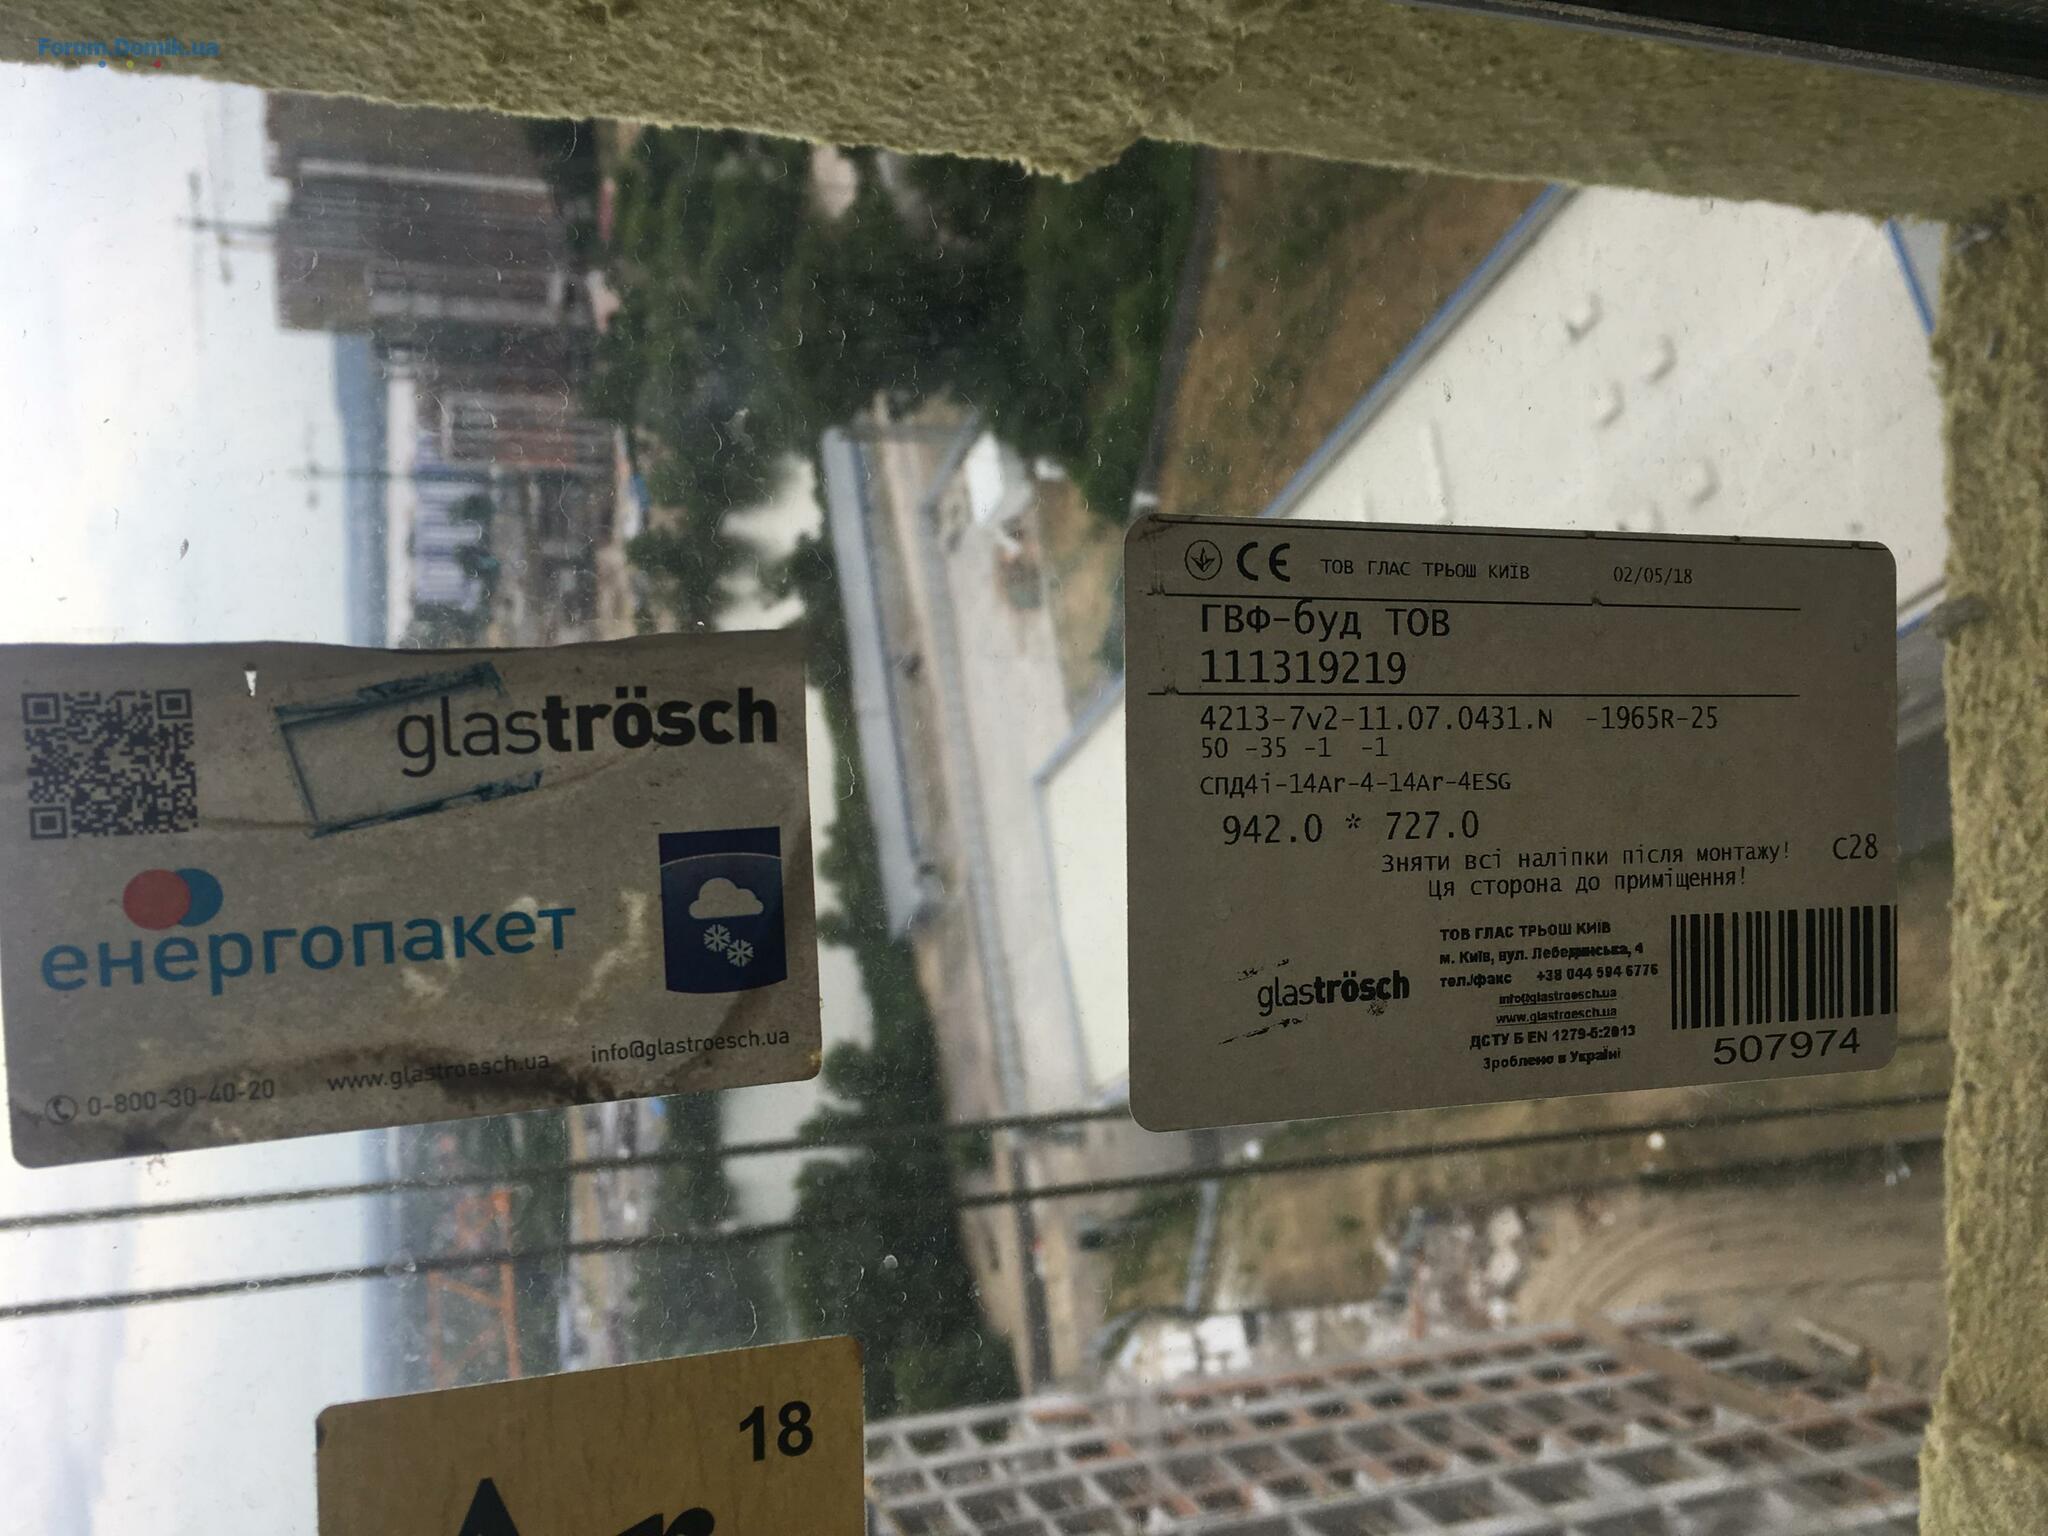 Forum.Domik.ua
glaströsch
енергопакет
0-800-30-40-20 www.glastroesch.ua info@glastroesch.ua
CE ТОВ ГЛАС ТРЬОШ КИЇВ 02/05/18
ГВФ-буд ТОВ
111319219
4213-7v2-11.07.0431.N -1965R-25
50 -35 -1 -1
СПД4i-14Ar-4-14Ar-4ESG
942.0 * 727.0
Зняти всі наліпки після монтажу! С28
Ця сторона до приміщення!
ТОВ ГЛАС ТРЬОШ КИЇВ
м. Київ, вул. Лебединська, 4
тел./факс +38 044 594 6776
info@glastroesch.ua
www.glastroesch.ua
ДСТУ Б EN 1279-5:2013
Зроблено в Україні
glaströsch
507974
18
Ar